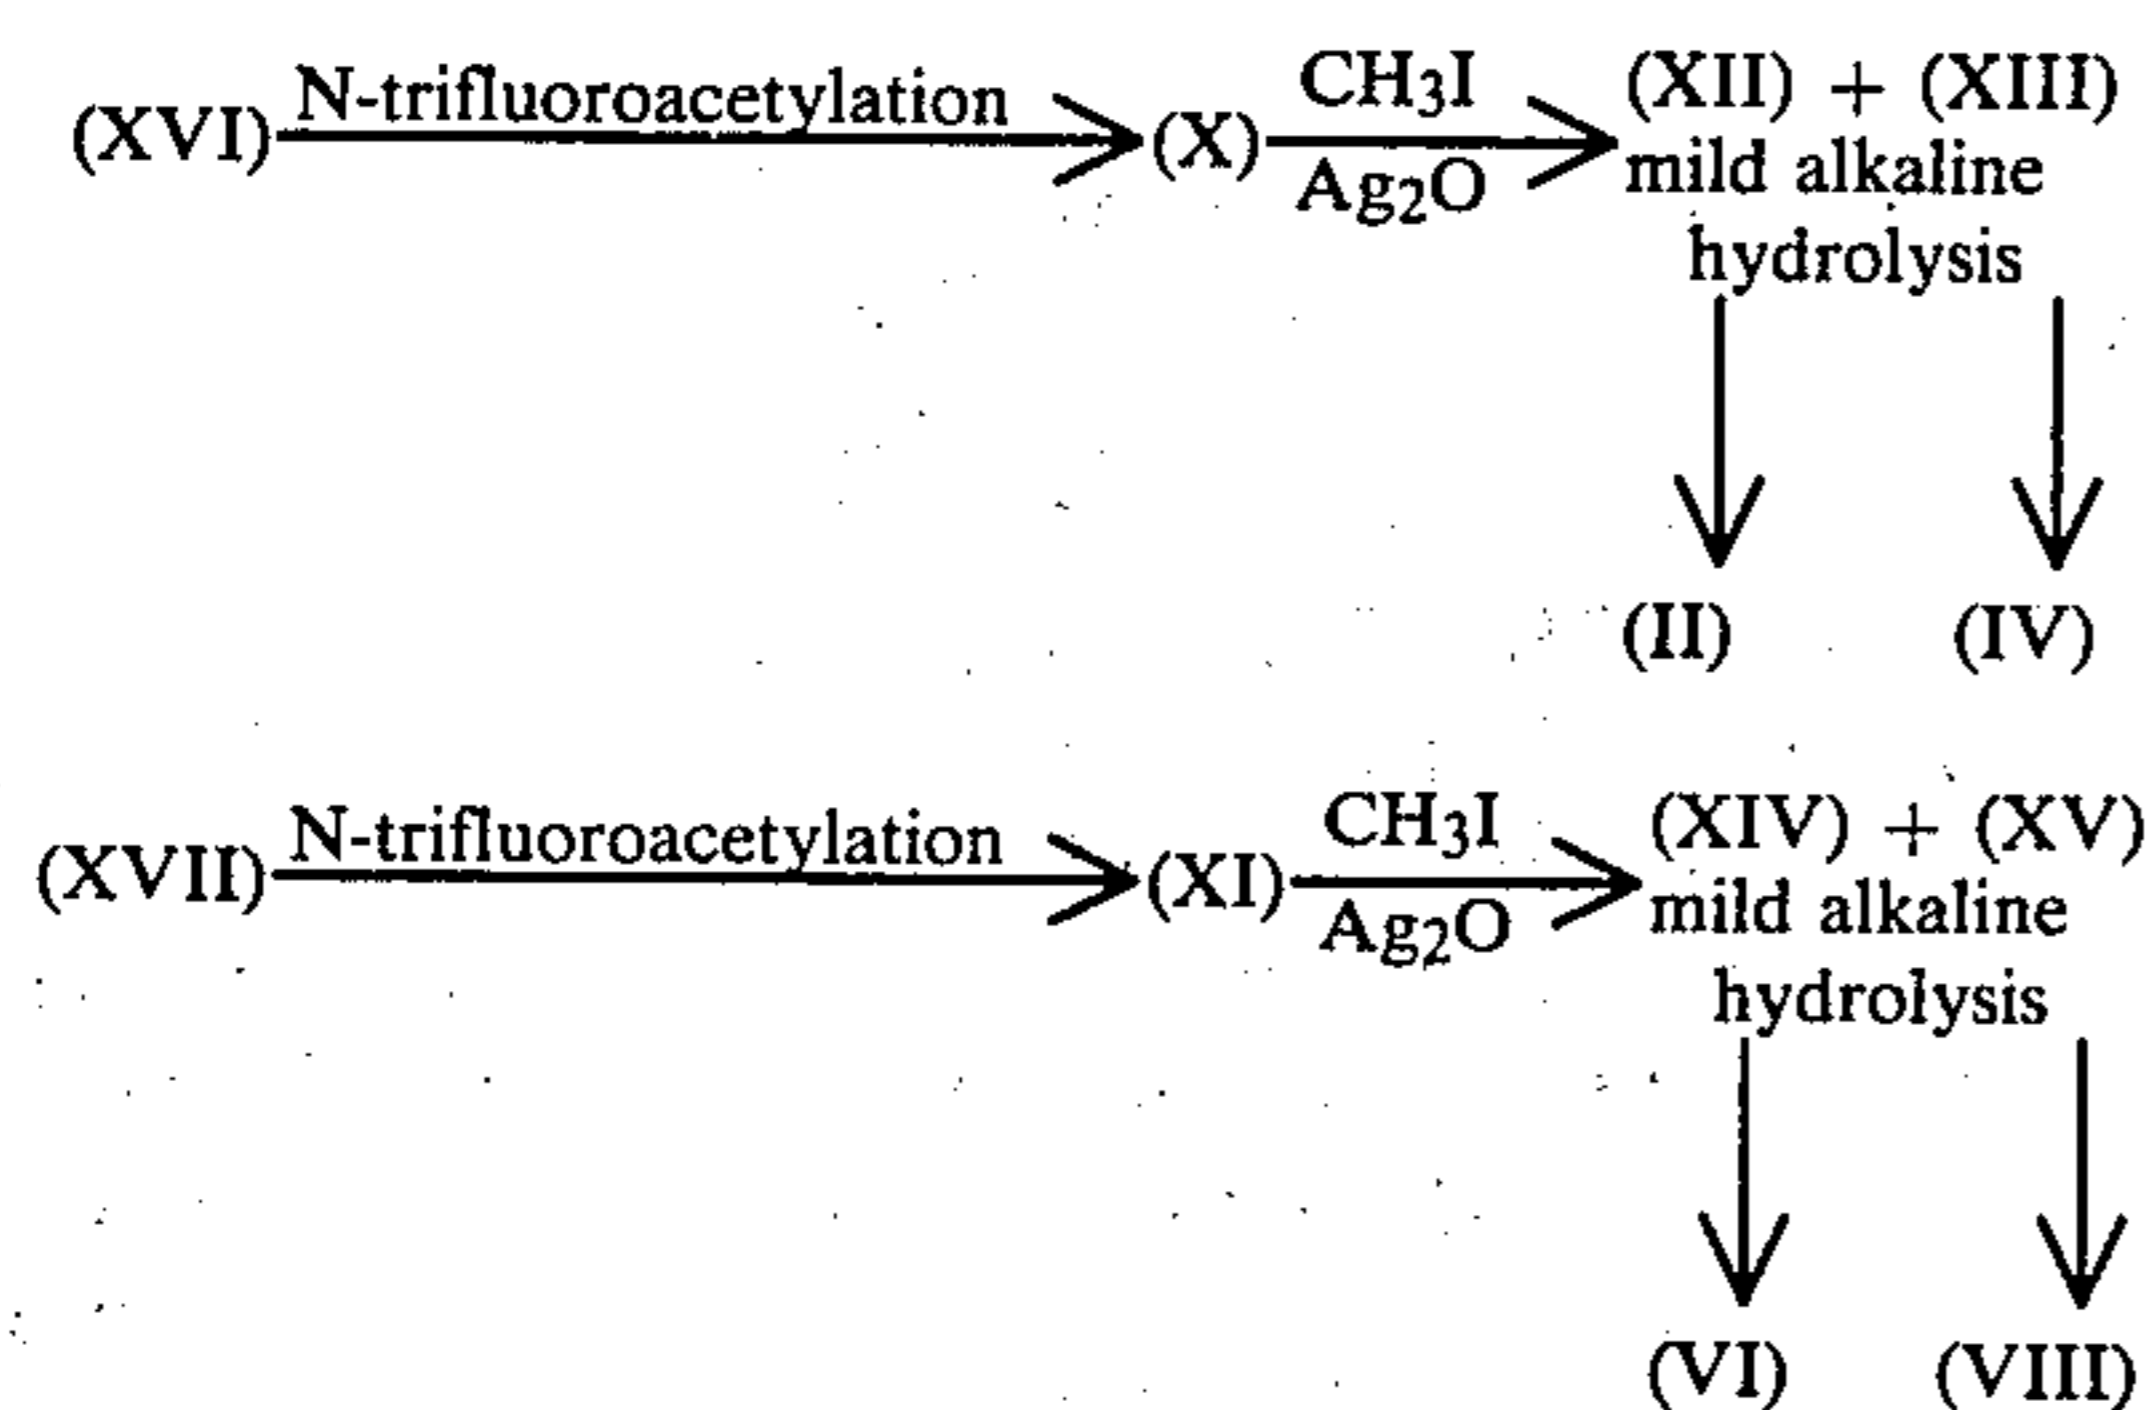 (XVI) N-trifluoroacetylation (X) CH3I (XII) + (XIII)
Ag2O mild alkaline
hydrolysis
(II) (IV)
(XVII) N-trifluoroacetylation (XI) CH3I (XIV) + (XV)
Ag2O mild alkaline
hydrolysis
(VI) (VIII)